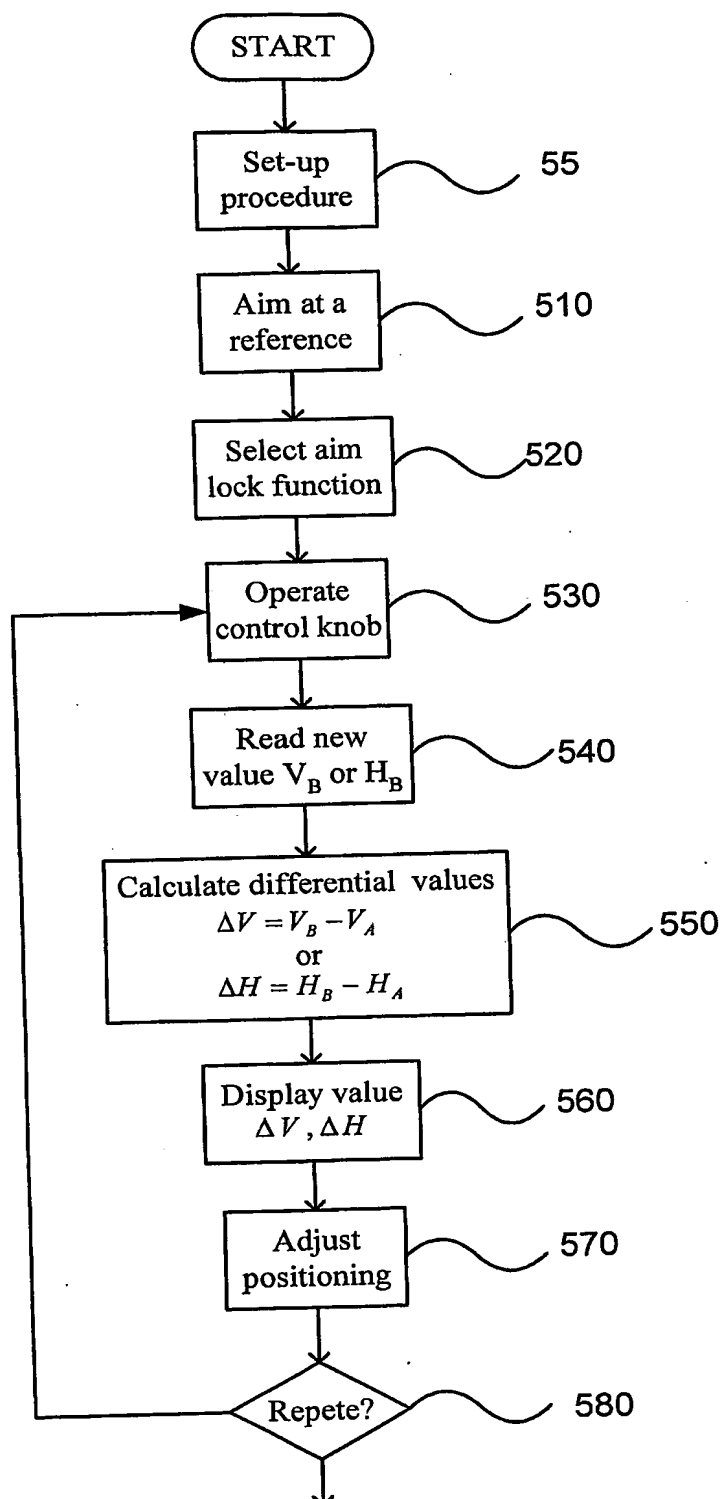 START
Set-up
procedure
55
Aim at a
reference
510
Select aim
lock function
520
Operate
control knob
530
Read new
value V_B or H_B
540
Calculate differential values
ΔV = V_B − V_A
or
ΔH = H_B − H_A
550
Display value
ΔV , ΔH
560
Adjust
positioning
570
Repete?
580